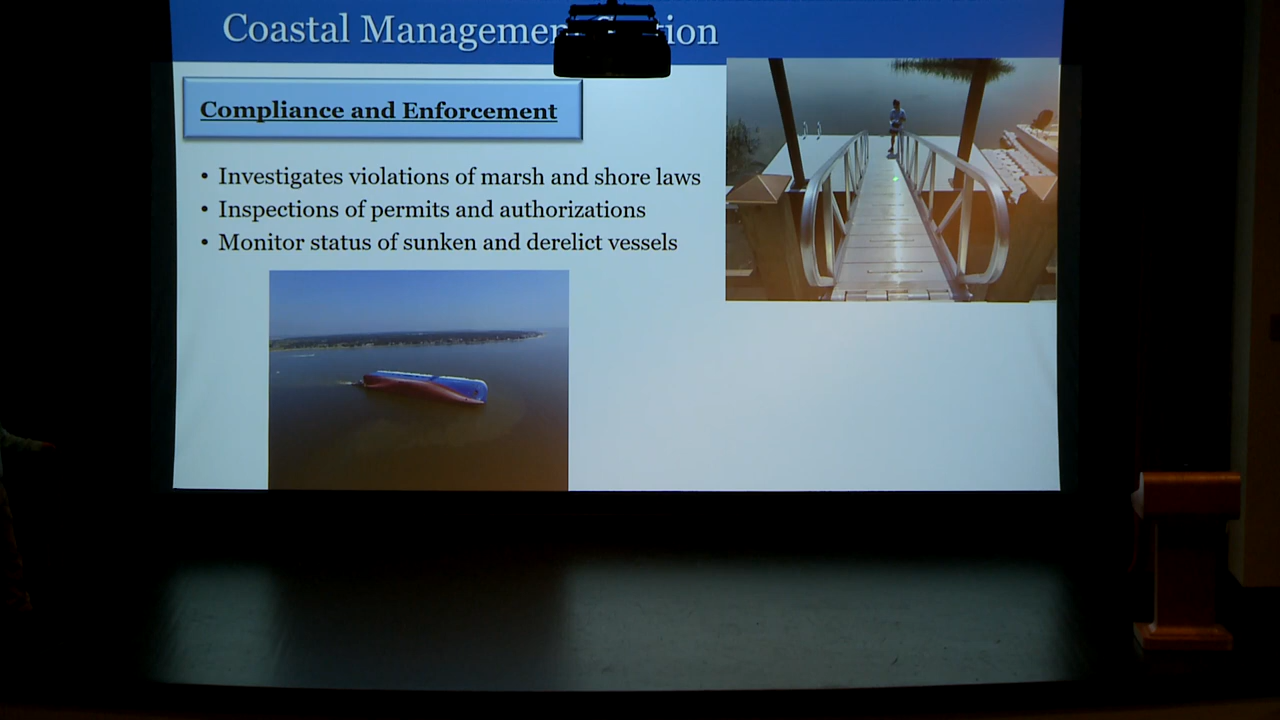 Coastal Management
Compliance and Enforcement
• Investigates violations of marsh and shore laws
• Inspections of permits and authorizations
• Monitor status of sunken and derelict vessels